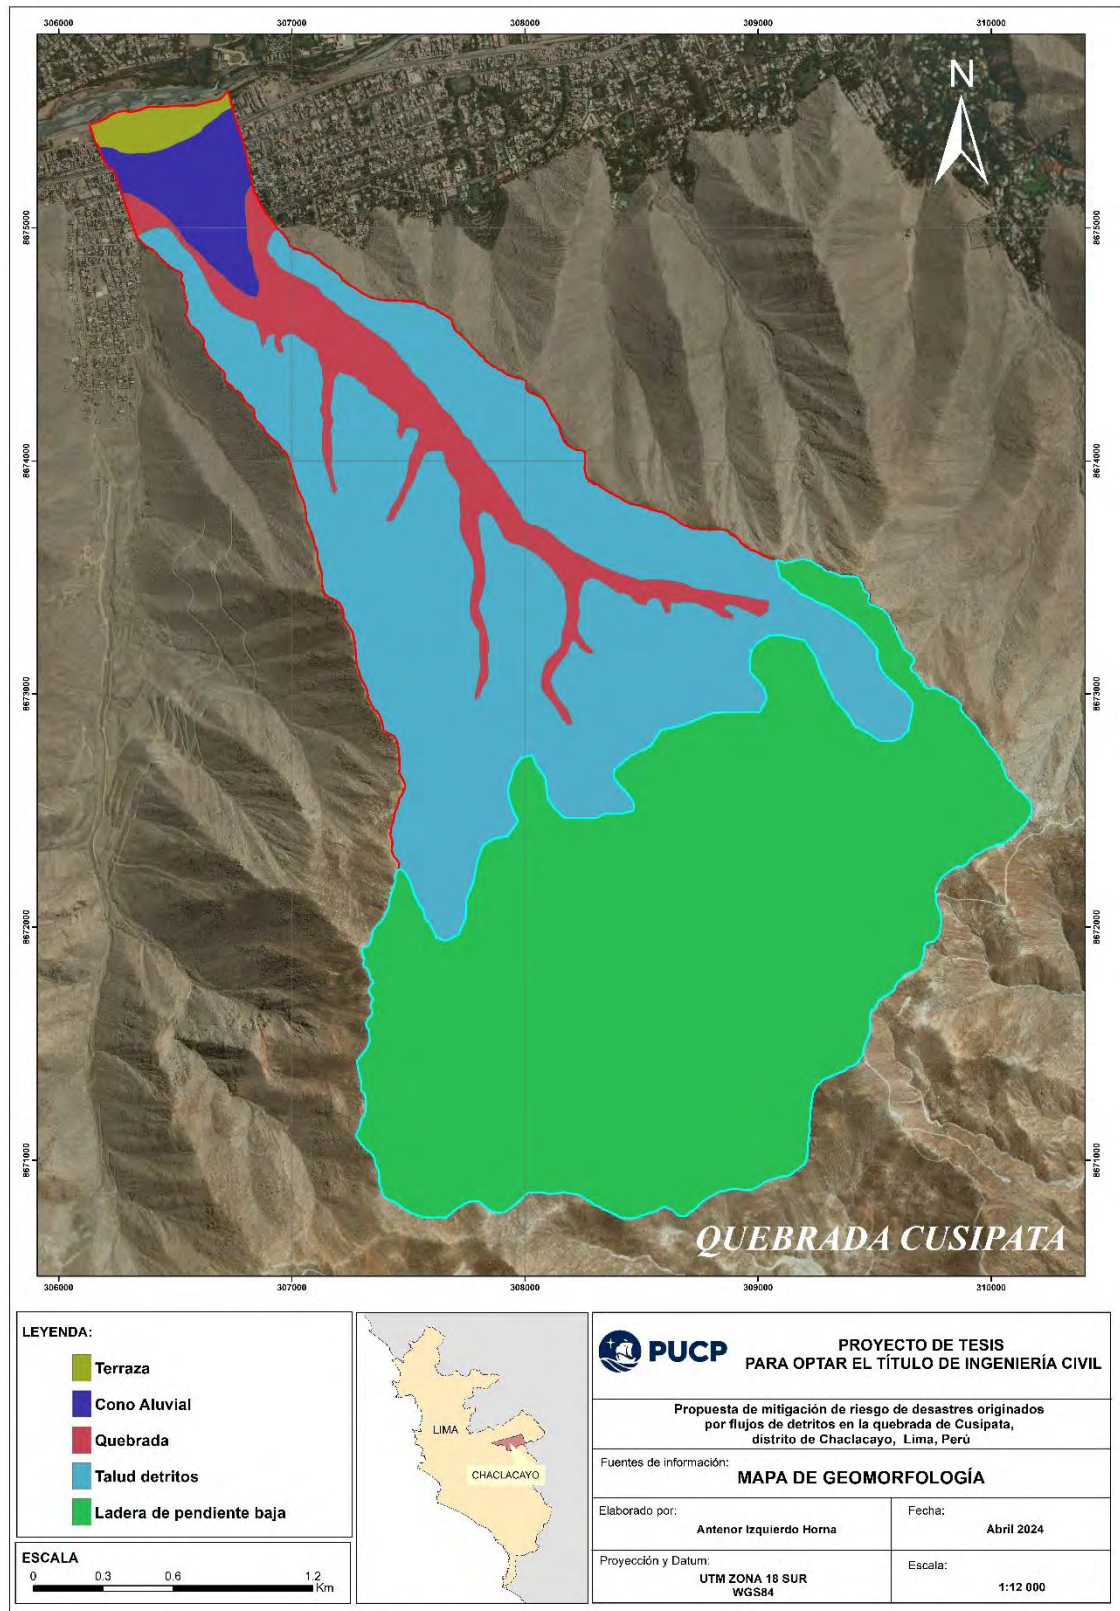 306000
307000
308000
309000
310000
N
8675000
8675000
8674000
8674000
8673000
8673000
8672000
8672000
8671000
8671000
QUEBRADA CUSIPATA
306000
307000
308000
309000
310000
LEYENDA:
Terraza
Cono Aluvial
Quebrada
Talud detritos
Ladera de pendiente baja
ESCALA
0 0.3 0.6 1.2
Km
LIMA
CHACLACAYO
PUCP
PROYECTO DE TESIS
PARA OPTAR EL TÍTULO DE INGENIERÍA CIVIL
Propuesta de mitigación de riesgo de desastres originados
por flujos de detritos en la quebrada de Cusipata,
distrito de Chaclacayo, Lima, Perú
Fuentes de información:
MAPA DE GEOMORFOLOGÍA
Elaborado por:
Antenor Izquierdo Horna
Fecha:
Abril 2024
Proyección y Datum:
UTM ZONA 18 SUR
WGS84
Escala:
1:12 000